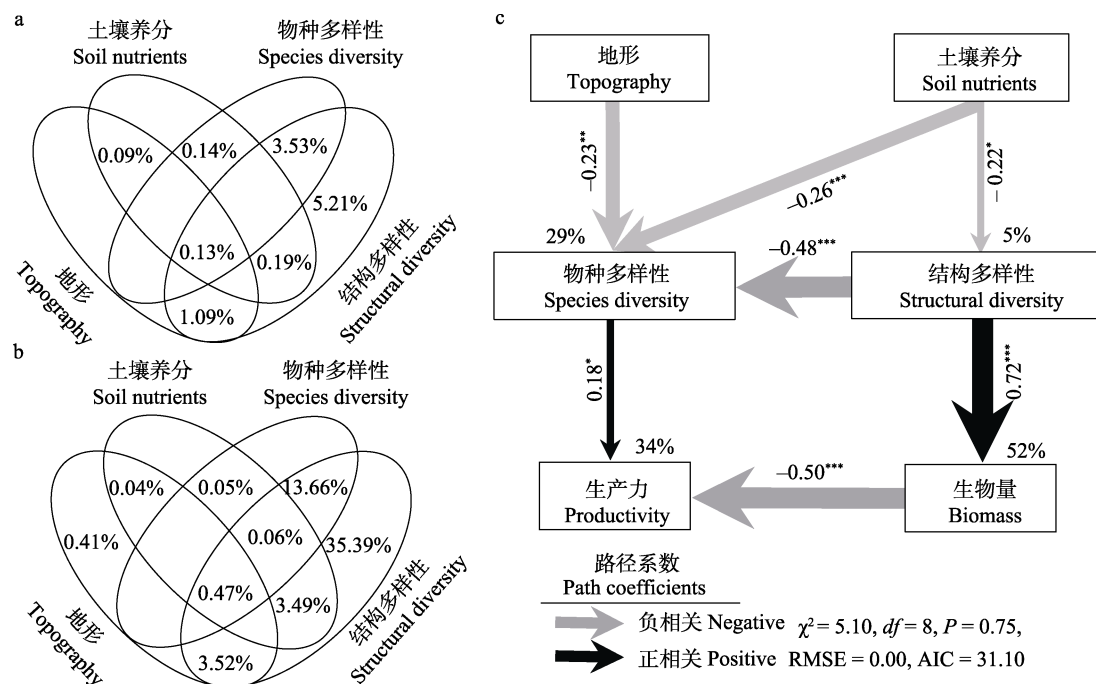 a
土壤养分
Soil nutrients
物种多样性
Species diversity
0.09%
0.14%
3.53%
5.21%
0.13%
0.19%
1.09%
地形
Topography
结构多样性
Structural diversity
b
土壤养分
Soil nutrients
物种多样性
Species diversity
0.04%
0.05%
13.66%
0.41%
0.06%
35.39%
0.47%
3.49%
3.52%
地形
Topography
结构多样性
Structural diversity
c
地形
Topography
土壤养分
Soil nutrients
–0.23**
–0.26***
–0.22*
29%
–0.48***
5%
物种多样性
Species diversity
结构多样性
Structural diversity
0.18*
0.72***
34%
–0.50***
52%
生产力
Productivity
生物量
Biomass
路径系数
Path coefficients
负相关 Negative χ² = 5.10, df = 8, P = 0.75,
正相关 Positive RMSE = 0.00, AIC = 31.10